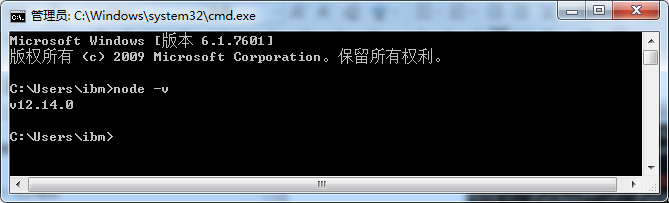 管理员: C:\Windows\system32\cmd.exe
Microsoft Windows [版本 6.1.7601]
版权所有 (c) 2009 Microsoft Corporation。保留所有权利。
C:\Users\ibm>node -v
v12.14.0
C:\Users\ibm>